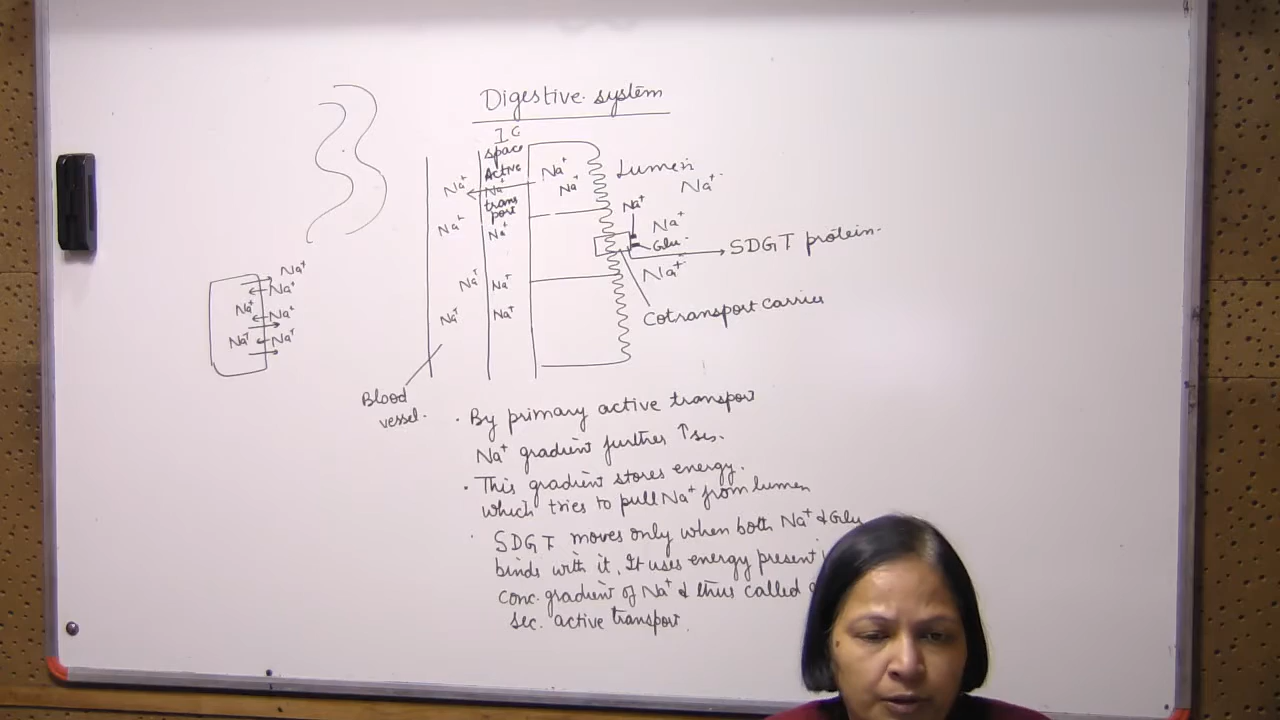 Digestive system
IC
space
Active
Na⁺
trans
port
Na⁺
Na⁺
Na⁺
Na⁺
Na⁺
Na⁺
Na⁺
Na⁺
Na⁺
Na⁺
Lumen
Na⁺
Na⁺
Na⁺
Glu.
Na⁺
SDGT protein.
Cotransport carrier
Na⁺
Na⁺
Na⁺
Na⁺
Na⁺
Na⁺
Blood
vessel.
• By primary active transport
Na⁺ gradient further ↑ses.
• This gradient stores energy.
which tries to pull Na⁺ from lumen
• SDGT moves only when both Na⁺ & Glu
binds with it. It uses energy present
conc. gradient of Na⁺ & thus called
sec. active transport.